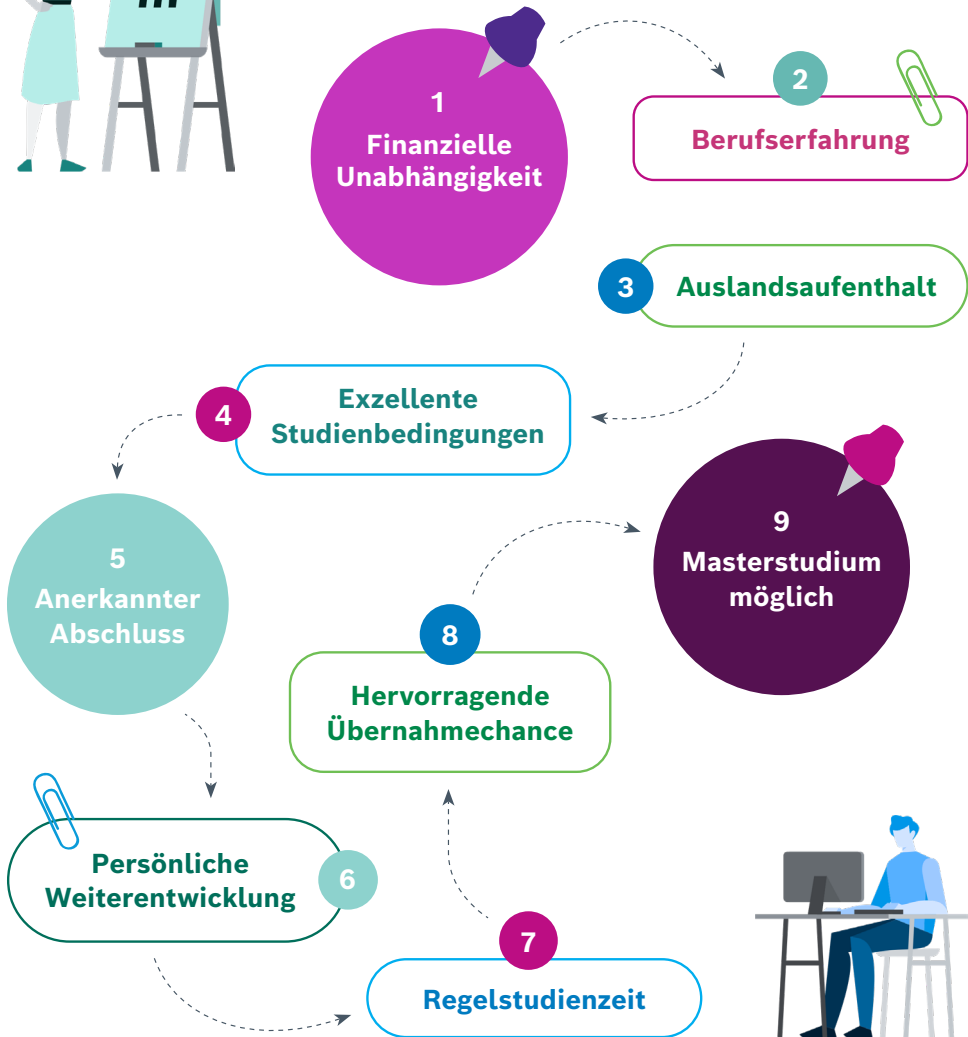 1
Finanzielle
Unabhängigkeit
2
Berufserfahrung
3
Auslandsaufenthalt
4
Exzellente
Studienbedingungen
5
Anerkannter
Abschluss
6
Persönliche
Weiterentwicklung
7
Regelstudienzeit
8
Hervorragende
Übernahmechance
9
Masterstudium
möglich